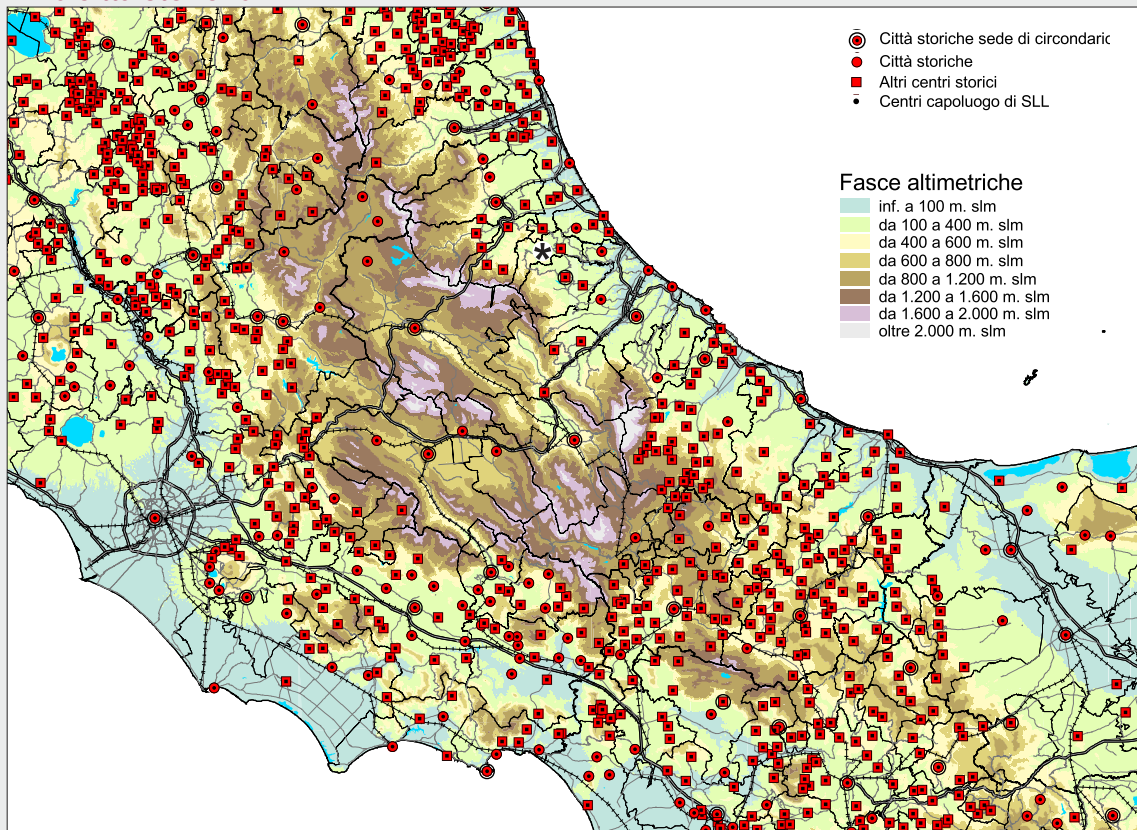 Città storiche sede di circondaric
Città storiche
Altri centri storici
Centri capoluogo di SLL
Fasce altimetriche
inf. a 100 m. slm
da 100 a 400 m. slm
da 400 a 600 m. slm
da 600 a 800 m. slm
da 800 a 1.200 m. slm
da 1.200 a 1.600 m. slm
da 1.600 a 2.000 m. slm
oltre 2.000 m. slm